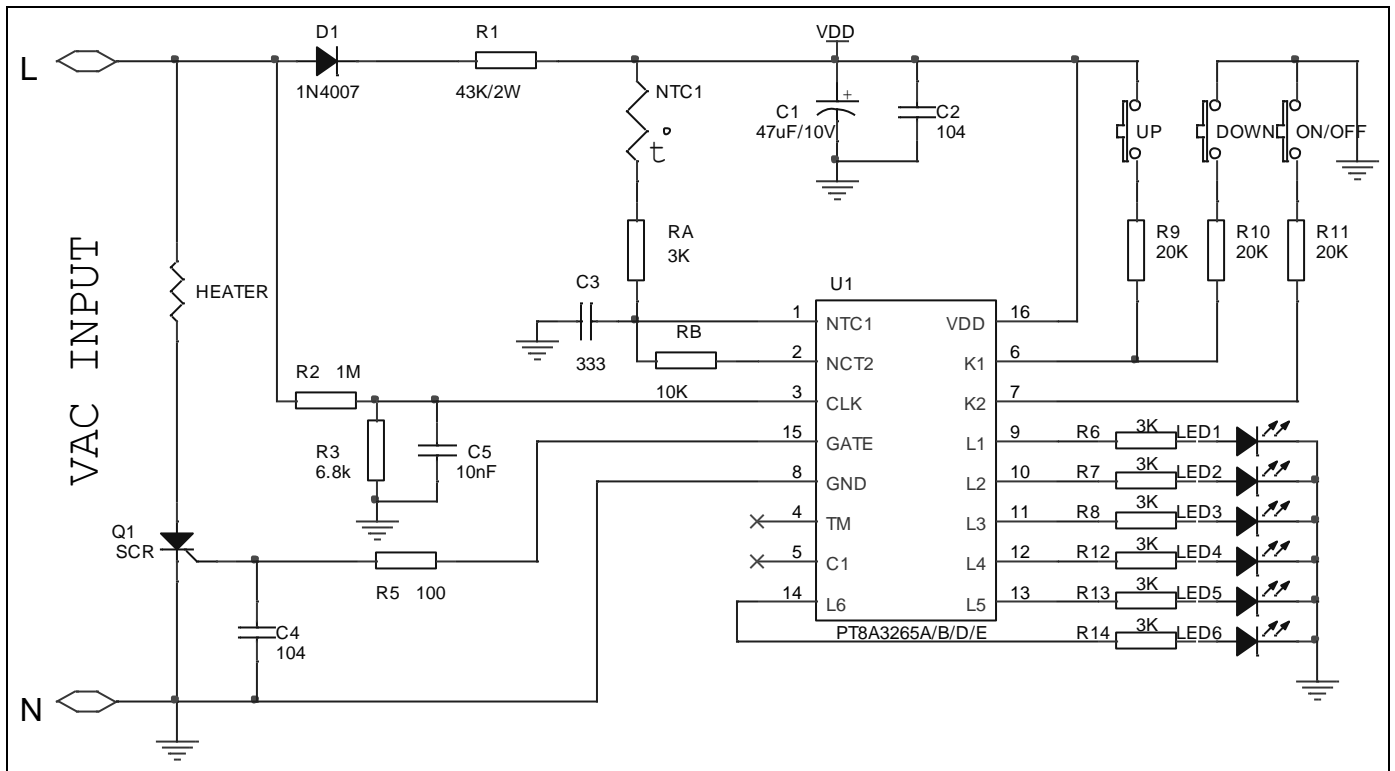 L
D1
1N4007
R1
43K/2W
NTC1
t°
VDD
C1
47uF/10V
+
C2
104
UP
DOWN
ON/OFF
RA
3K
R9
20K
R10
20K
R11
20K
VAC INPUT
HEATER
C3
333
RB
10K
U1
1 NTC1
2 NCT2
3 CLK
15 GATE
8 GND
4 TM
5 C1
14 L6
VDD 16
K1 6
K2 7
L1 9
L2 10
L3 11
L4 12
L5 13
PT8A3265A/B/D/E
R2 1M
R3
6.8k
C5
10nF
R6 3K LED1
R7 3K LED2
R8 3K LED3
R12 3K LED4
R13 3K LED5
R14 3K LED6
Q1
SCR
R5 100
C4
104
N